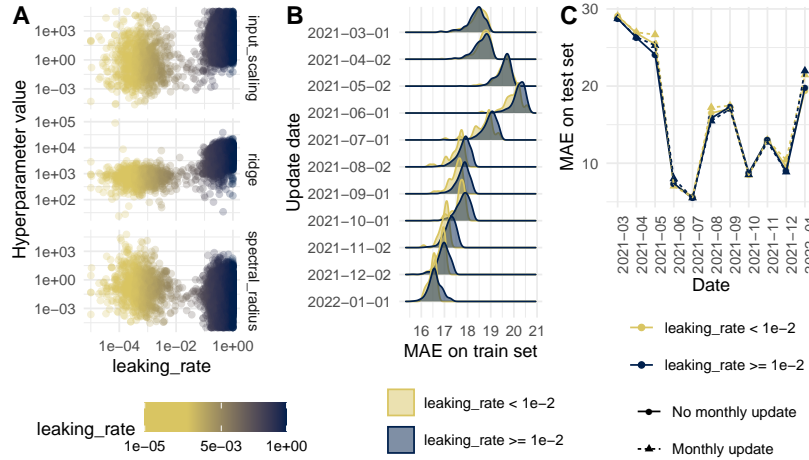 A
Hyperparameter value
1e+03
1e+00
1e−03
input_scaling
1e+05
1e+04
1e+03
1e+02
ridge
1e+03
1e+00
1e−03
spectral_radius
1e−04 1e−02 1e+00
leaking_rate
leaking_rate
1e−05 5e−03 1e+00
B
Update date
2021−03−01
2021−04−02
2021−05−02
2021−06−01
2021−07−01
2021−08−02
2021−09−01
2021−10−01
2021−11−02
2021−12−02
2022−01−01
16 17 18 19 20 21
MAE on train set
leaking_rate < 1e−2
leaking_rate >= 1e−2
C
MAE on test set
30
20
10
2021−03
2021−04
2021−05
2021−06
2021−07
2021−08
2021−09
2021−10
2021−11
2021−12
2022−01
Date
leaking_rate < 1e−2
leaking_rate >= 1e−2
No monthly update
Monthly update